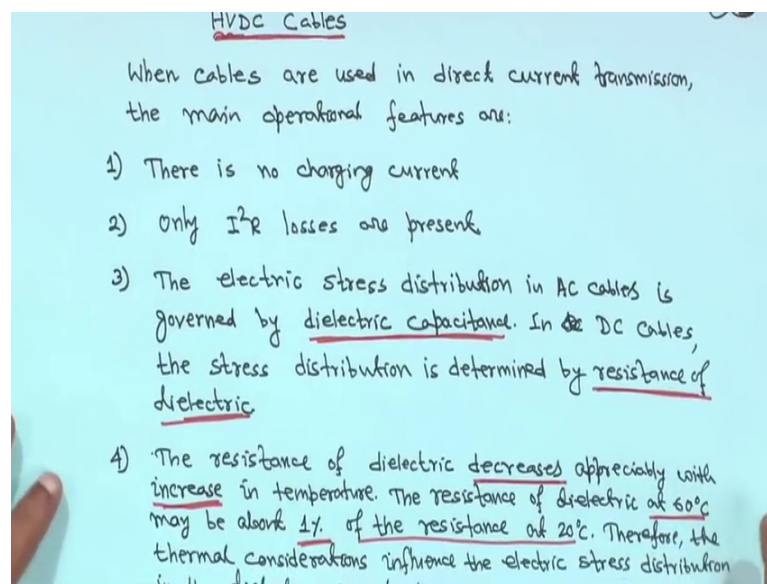 HVDC Cables
When cables are used in direct current transmission,
the main operational features are:
1) There is no charging current
2) Only I²R losses are present
3) The electric stress distribution in AC cables is
governed by dielectric capacitance. In DC cables,
the stress distribution is determined by resistance of
dielectric
4) The resistance of dielectric decreases appreciably with
increase in temperature. The resistance of dielectric at 60°C
may be about 1% of the resistance at 20°C. Therefore, the
thermal considerations influence the electric stress distribution